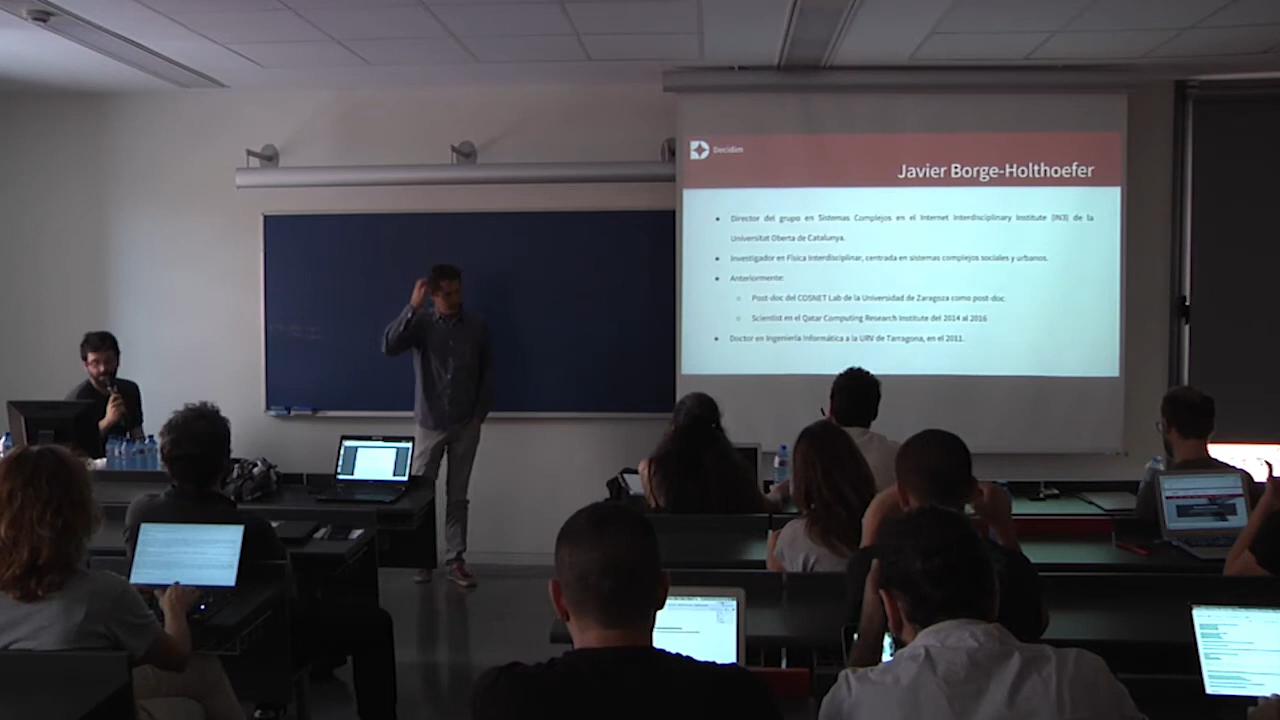 Decidim
Javier Borge-Holthoefer
Director del grupo en Sistemas Complejos en el Internet Interdisciplinary Institute (IN3) de la
Universitat Oberta de Catalunya.
Investigador en Física Interdisciplinar, centrada en sistemas complejos sociales y urbanos.
Anteriormente:
Post-doc del COSNET Lab de la Universidad de Zaragoza como post-doc
Scientist en el Qatar Computing Research Institute del 2014 al 2016
Doctor en Ingeniería Informática a la URV de Tarragona, en el 2011.